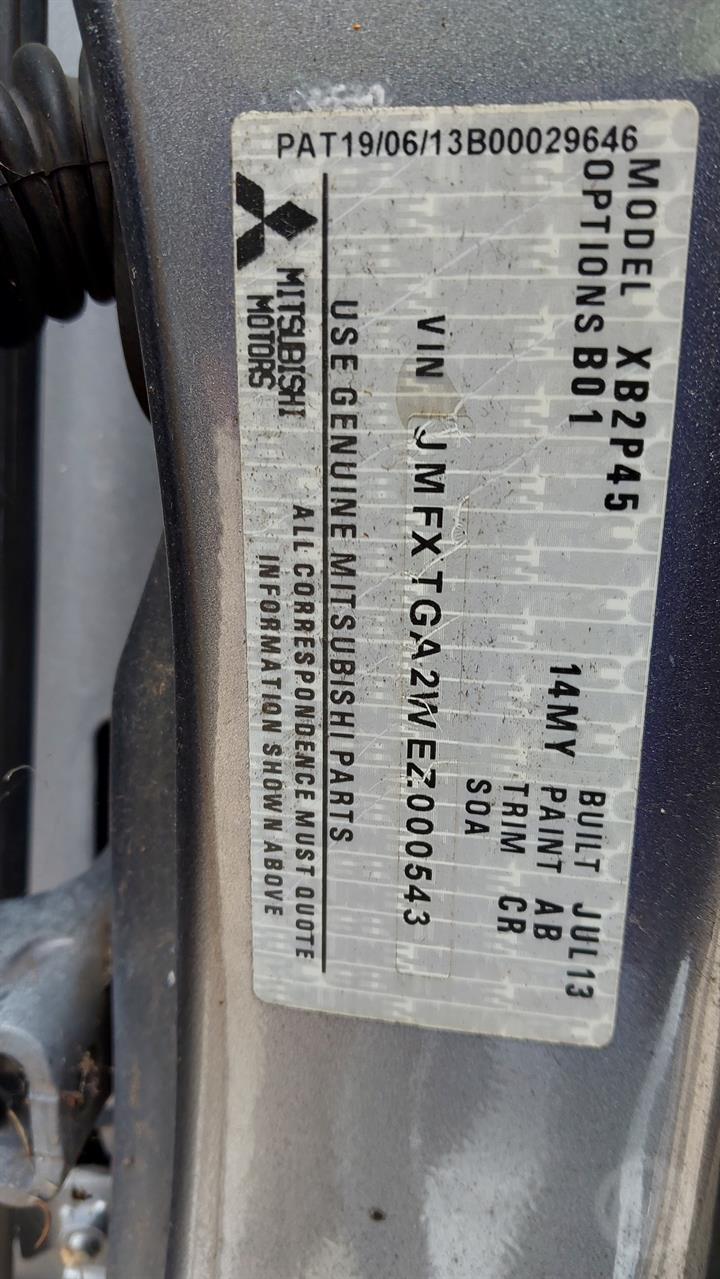 PAT19/06/13B00029646
MODEL XB2P45
OPTIONS B01
BUILT JUL13
14MY PAINT AB
TRIM CR
SOA
VIN JMFXTGA2WEZ000543
USE GENUINE MITSUBISHI PARTS
MITSUBISHI MOTORS
ALL CORRESPONDENCE MUST QUOTE
INFORMATION SHOWN ABOVE